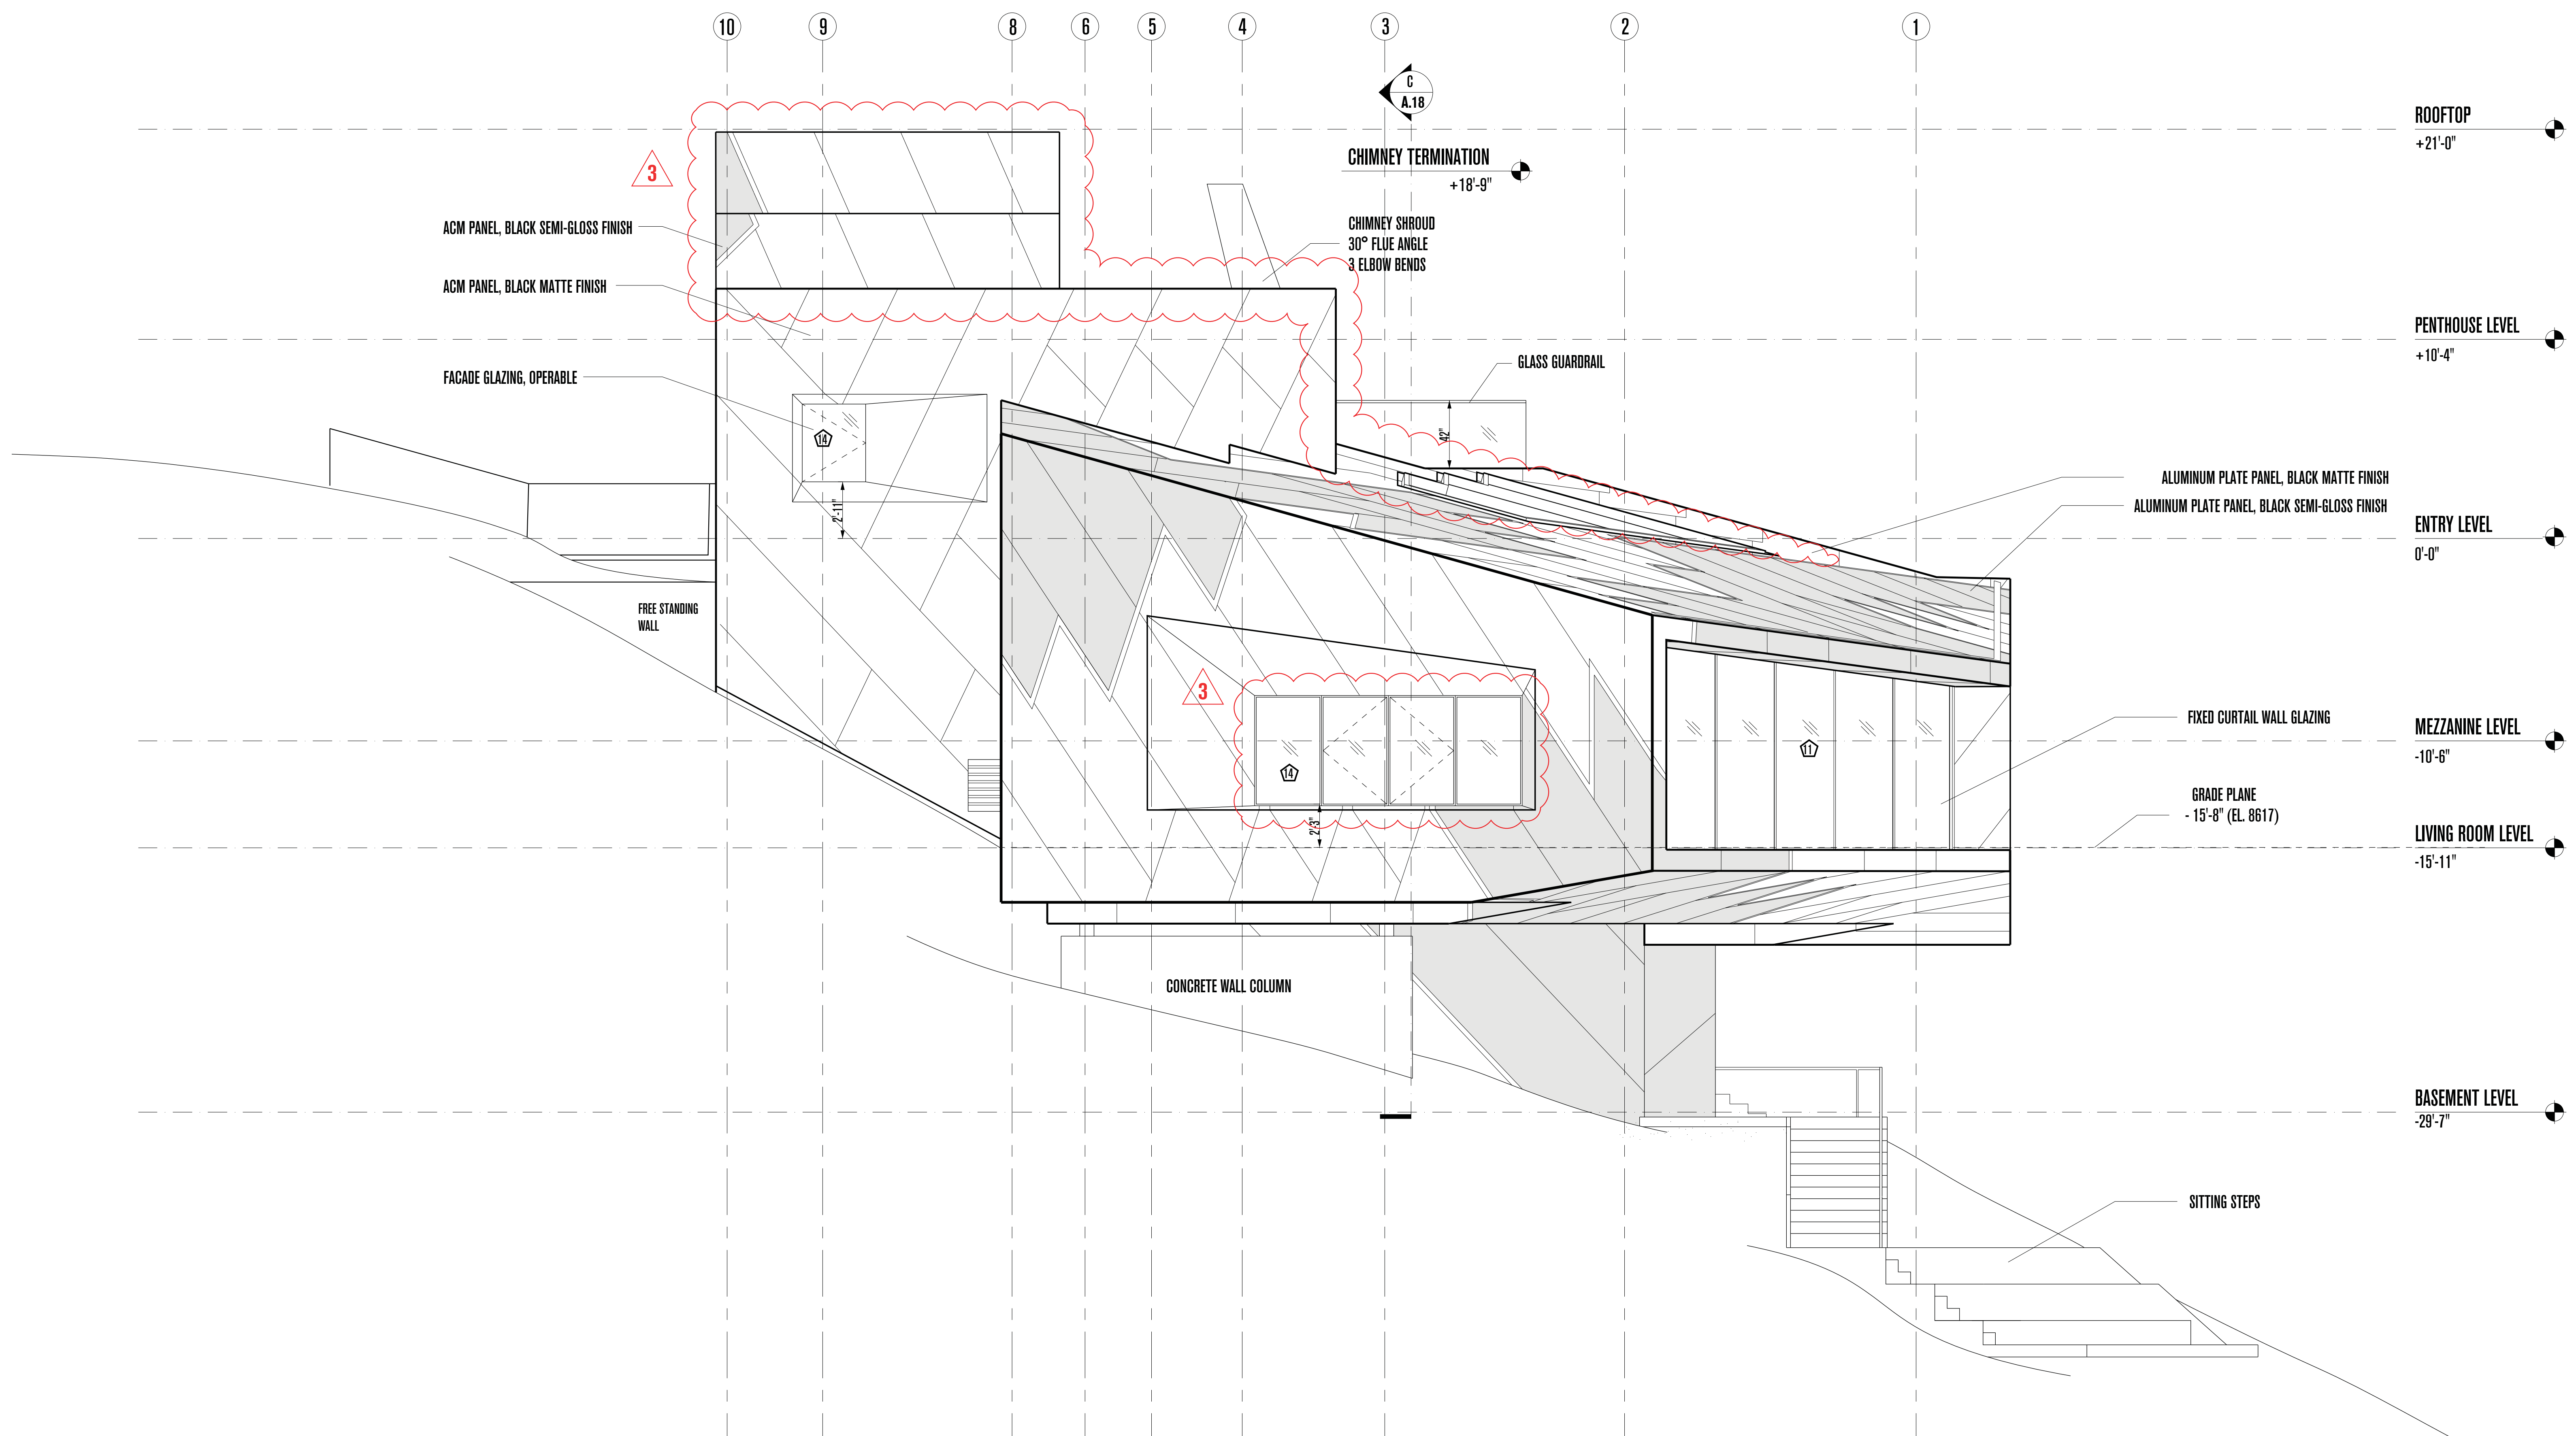 10
9
8
6
5
4
3
2
1
C
A.18
ROOFTOP
+21'-0"
CHIMNEY TERMINATION
+18'-9"
3
ACM PANEL, BLACK SEMI-GLOSS FINISH
CHIMNEY SHROUD
30° FLUE ANGLE
3 ELBOW BENDS
ACM PANEL, BLACK MATTE FINISH
PENTHOUSE LEVEL
+10'-4"
GLASS GUARDRAIL
FACADE GLAZING, OPERABLE
14
42"
2'-11"
ALUMINUM PLATE PANEL, BLACK MATTE FINISH
ALUMINUM PLATE PANEL, BLACK SEMI-GLOSS FINISH
ENTRY LEVEL
0'-0"
FREE STANDING
WALL
3
14
2'-3"
11
FIXED CURTAIL WALL GLAZING
MEZZANINE LEVEL
-10'-6"
GRADE PLANE
- 15'-8" (EL. 8617)
LIVING ROOM LEVEL
-15'-11"
CONCRETE WALL COLUMN
BASEMENT LEVEL
-29'-7"
SITTING STEPS